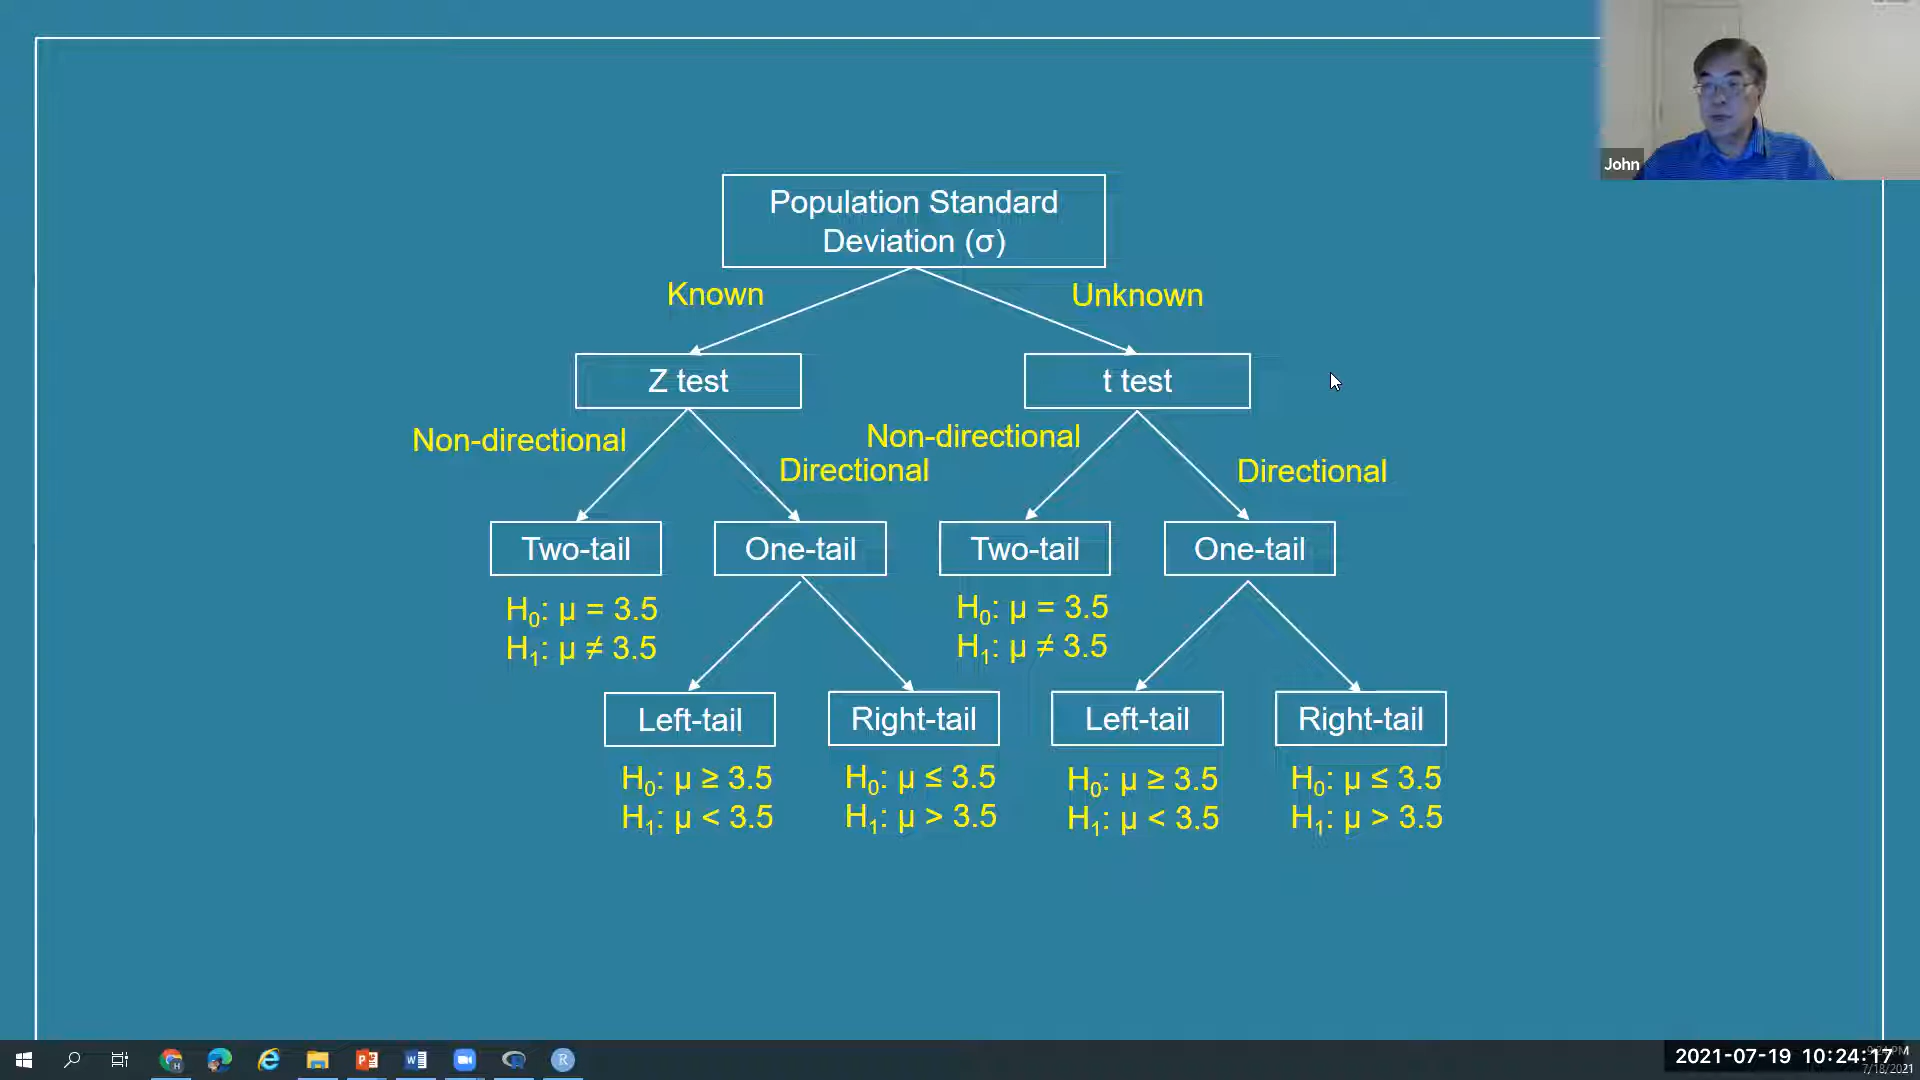 John
Population Standard
Deviation (σ)
Known
Unknown
Z test
t test
Non-directional
Directional
Non-directional
Directional
Two-tail
One-tail
Two-tail
One-tail
H₀: μ = 3.5
H₁: μ ≠ 3.5
H₀: μ = 3.5
H₁: μ ≠ 3.5
Left-tail
Right-tail
Left-tail
Right-tail
H₀: μ ≥ 3.5
H₁: μ < 3.5
H₀: μ ≤ 3.5
H₁: μ > 3.5
H₀: μ ≥ 3.5
H₁: μ < 3.5
H₀: μ ≤ 3.5
H₁: μ > 3.5
2021-07-19 10:24:17
7/18/2021